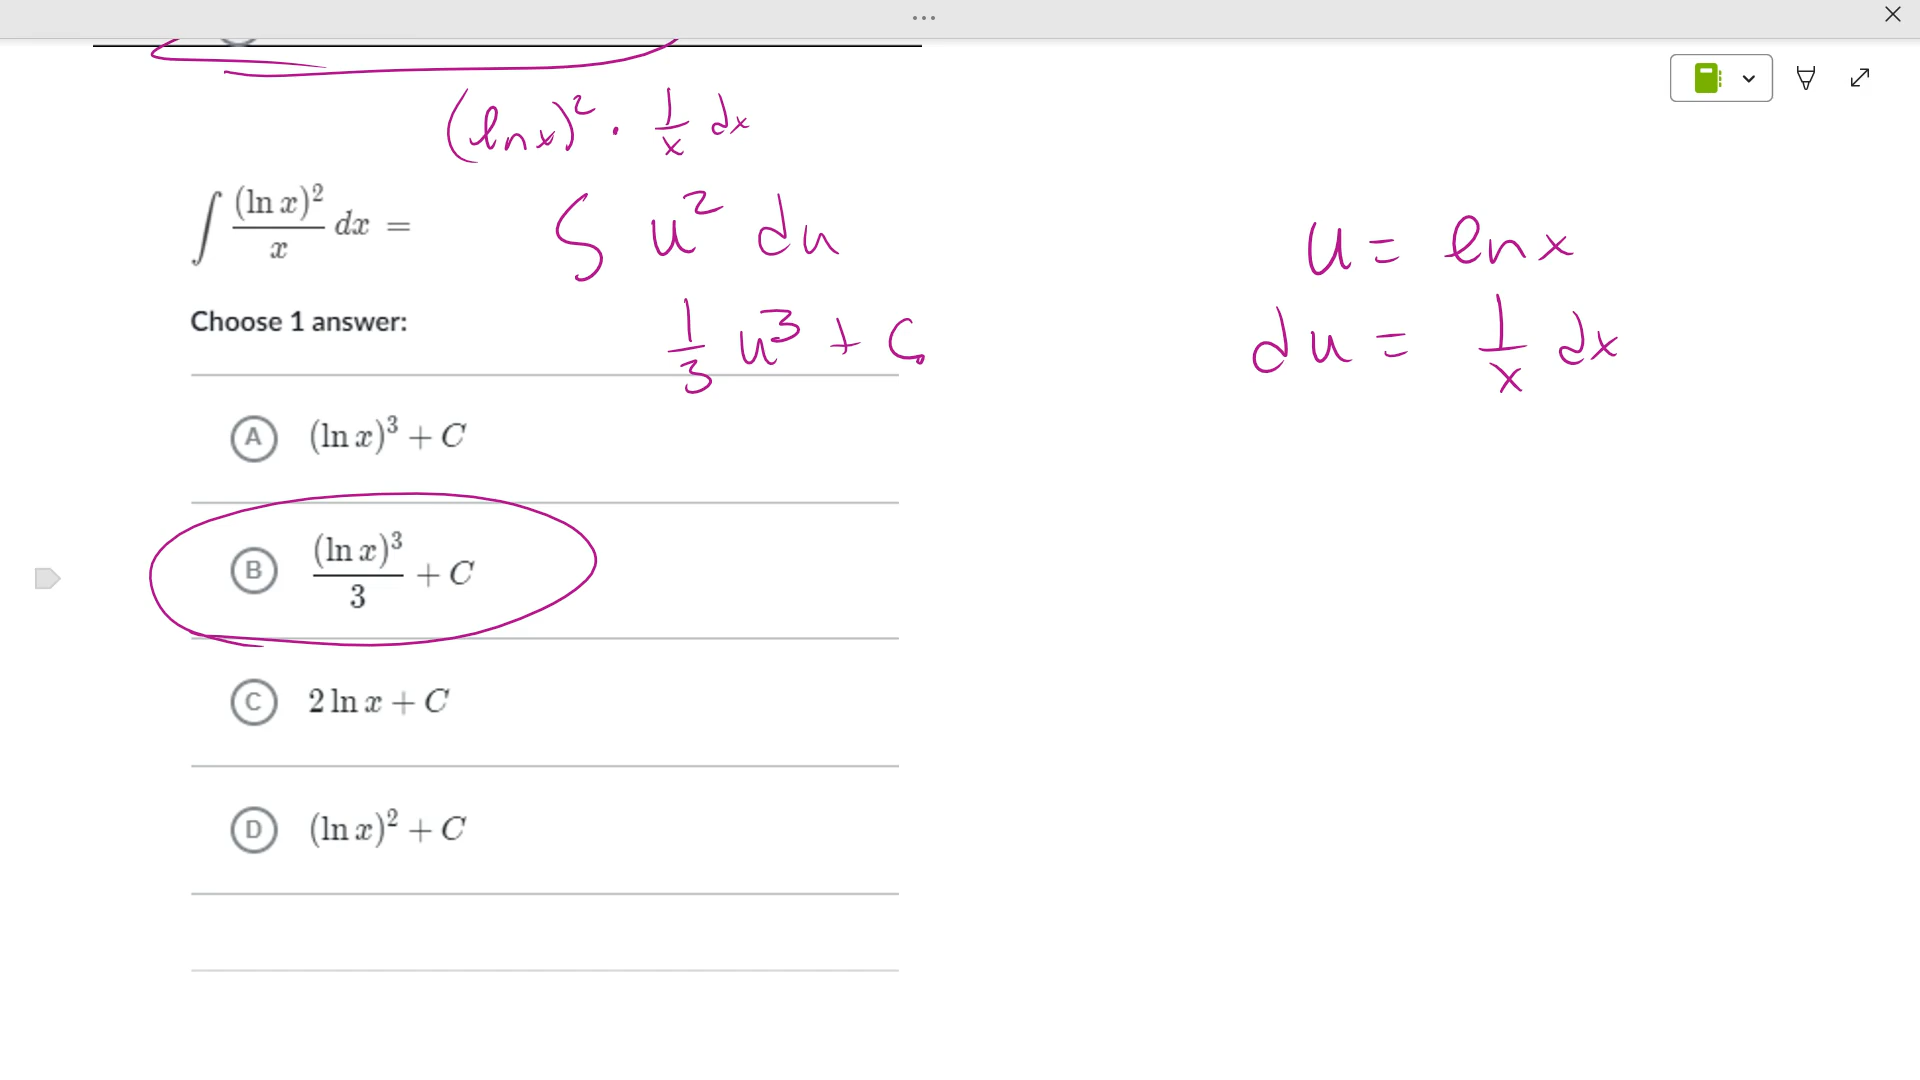 (ln x)² · 1/x dx
∫ (ln x)²/x dx =
∫ u² du
u = ln x
Choose 1 answer:
1/3 u³ + C
du = 1/x dx
A (ln x)³ + C
B (ln x)³/3 + C
C 2 ln x + C
D (ln x)² + C